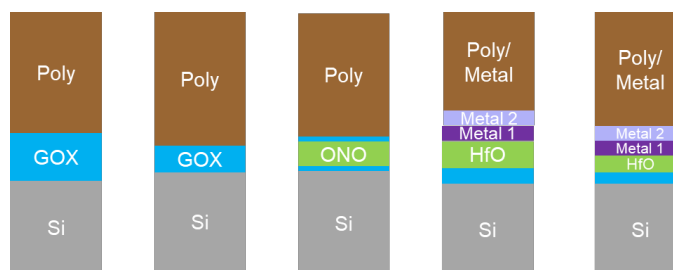 Poly
GOX
Si
Poly
GOX
Si
Poly
ONO
Si
Poly/
Metal
Metal 2
Metal 1
HfO
Si
Poly/
Metal
Metal 2
Metal 1
HfO
Si